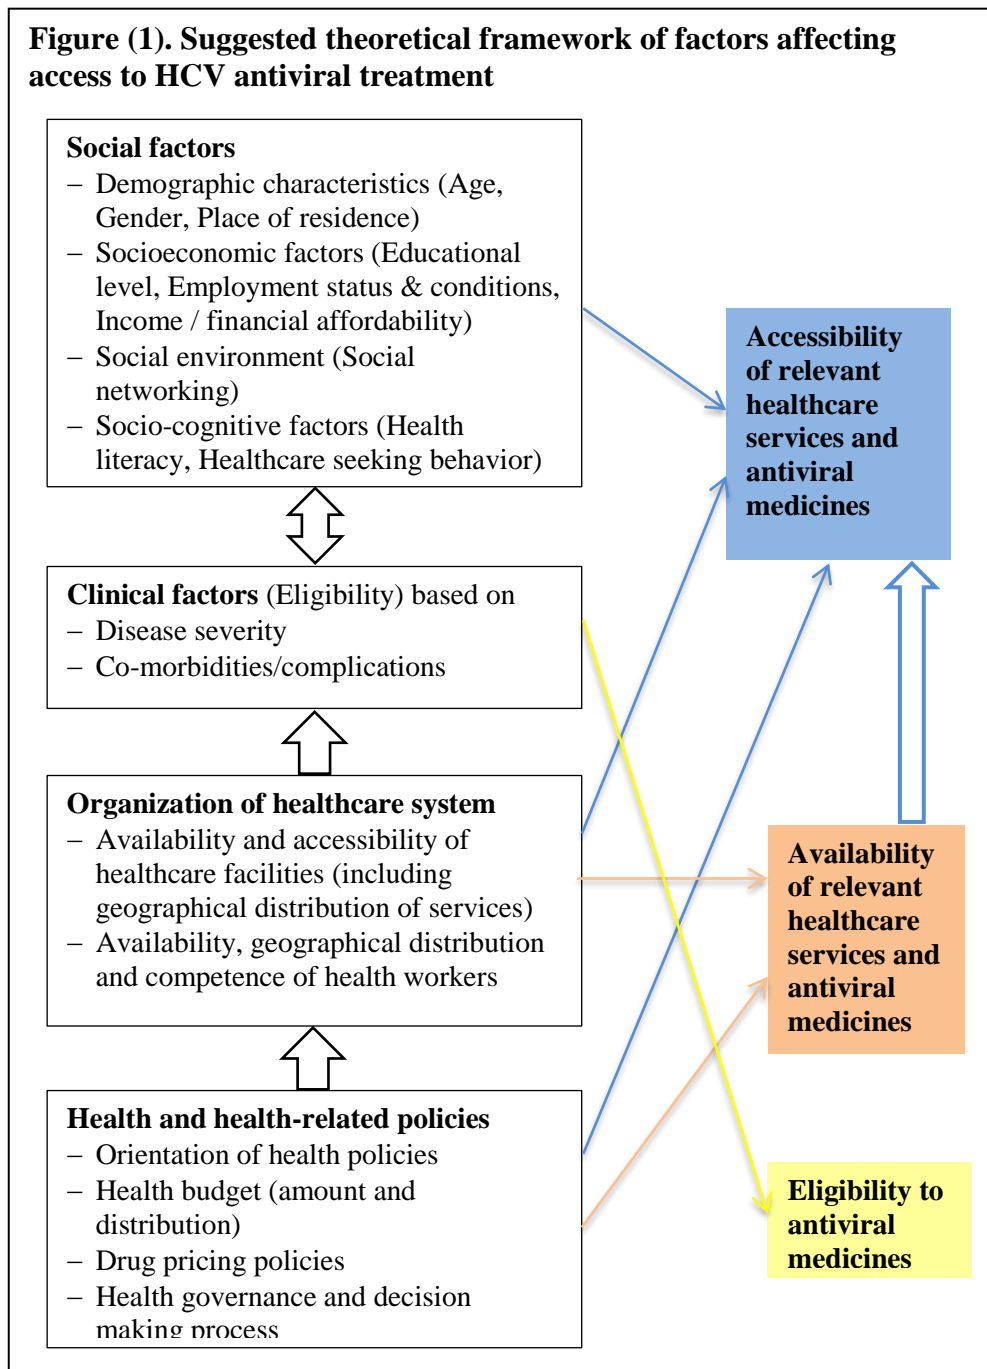 Figure (1). Suggested theoretical framework of factors affecting
access to HCV antiviral treatment
Social factors
– Demographic characteristics (Age,
Gender, Place of residence)
– Socioeconomic factors (Educational
level, Employment status & conditions,
Income / financial affordability)
– Social environment (Social
networking)
– Socio-cognitive factors (Health
literacy, Healthcare seeking behavior)
Clinical factors (Eligibility) based on
– Disease severity
– Co-morbidities/complications
Organization of healthcare system
– Availability and accessibility of
healthcare facilities (including
geographical distribution of services)
– Availability, geographical distribution
and competence of health workers
Health and health-related policies
– Orientation of health policies
– Health budget (amount and
distribution)
– Drug pricing policies
– Health governance and decision
making process
Accessibility
of relevant
healthcare
services and
antiviral
medicines
Availability
of relevant
healthcare
services and
antiviral
medicines
Eligibility to
antiviral
medicines